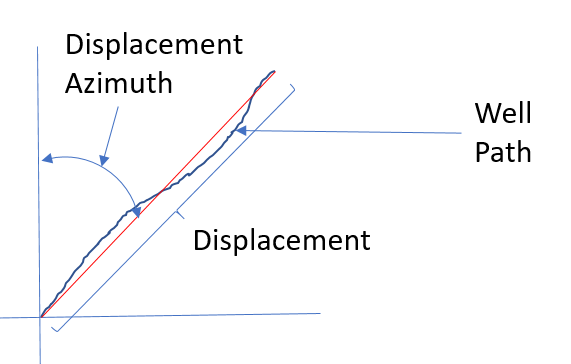 Displacement
Azimuth
Well
Path
Displacement